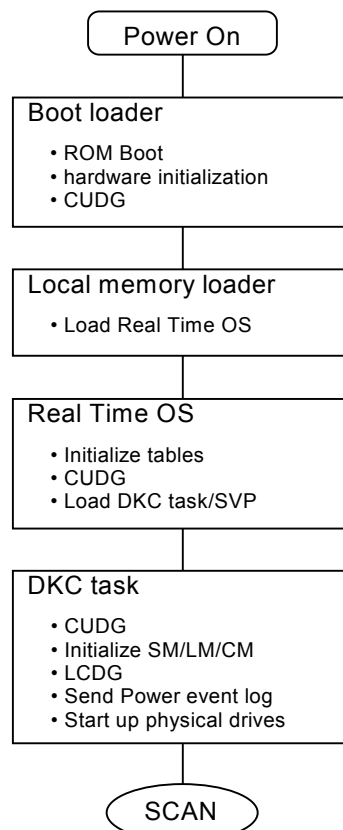 Power On
Boot loader
• ROM Boot
• hardware initialization
• CUDG
Local memory loader
• Load Real Time OS
Real Time OS
• Initialize tables
• CUDG
• Load DKC task/SVP
DKC task
• CUDG
• Initialize SM/LM/CM
• LCDG
• Send Power event log
• Start up physical drives
SCAN